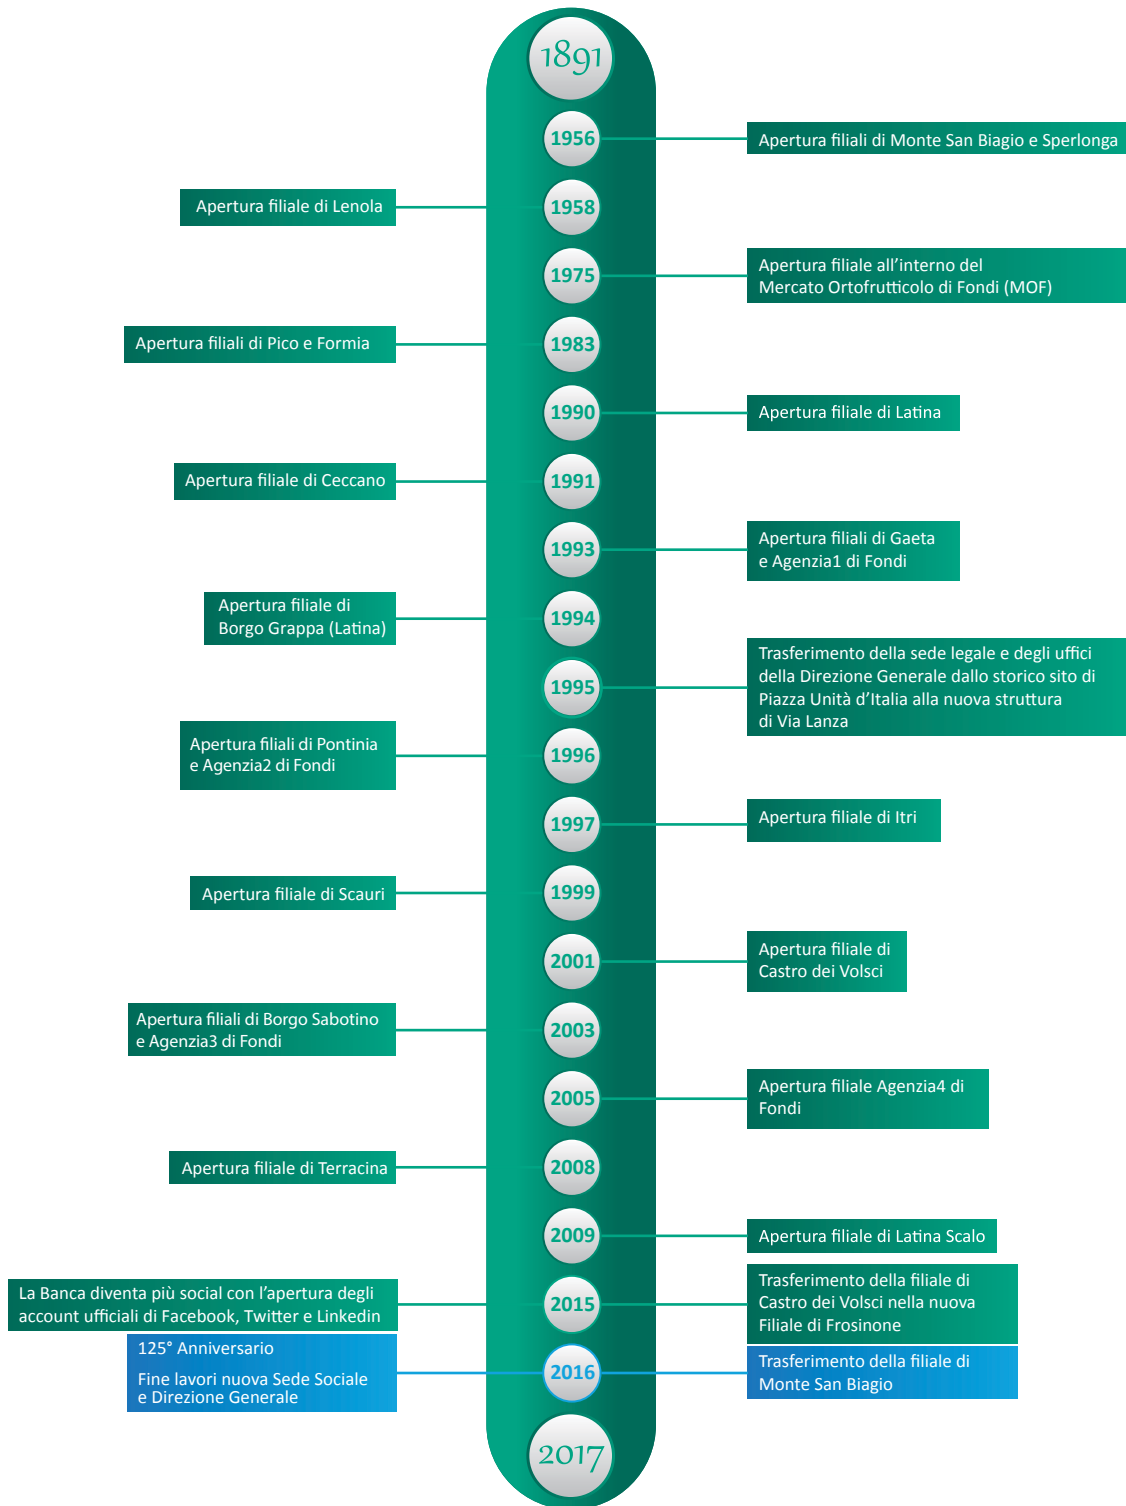 1891
1956
Apertura filiali di Monte San Biagio e Sperlonga
Apertura filiale di Lenola
1958
1975
Apertura filiale all’interno del
Mercato Ortofrutticolo di Fondi (MOF)
Apertura filiali di Pico e Formia
1983
1990
Apertura filiale di Latina
Apertura filiale di Ceccano
1991
1993
Apertura filiali di Gaeta
e Agenzia1 di Fondi
Apertura filiale di
Borgo Grappa (Latina)
1994
1995
Trasferimento della sede legale e degli uffici
della Direzione Generale dallo storico sito di
Piazza Unità d’Italia alla nuova struttura
di Via Lanza
Apertura filiali di Pontinia
e Agenzia2 di Fondi
1996
1997
Apertura filiale di Itri
Apertura filiale di Scauri
1999
2001
Apertura filiale di
Castro dei Volsci
Apertura filiali di Borgo Sabotino
e Agenzia3 di Fondi
2003
2005
Apertura filiale Agenzia4 di
Fondi
Apertura filiale di Terracina
2008
2009
Apertura filiale di Latina Scalo
La Banca diventa più social con l’apertura degli
account ufficiali di Facebook, Twitter e Linkedin
2015
Trasferimento della filiale di
Castro dei Volsci nella nuova
Filiale di Frosinone
125° Anniversario
Fine lavori nuova Sede Sociale
e Direzione Generale
2016
Trasferimento della filiale di
Monte San Biagio
2017